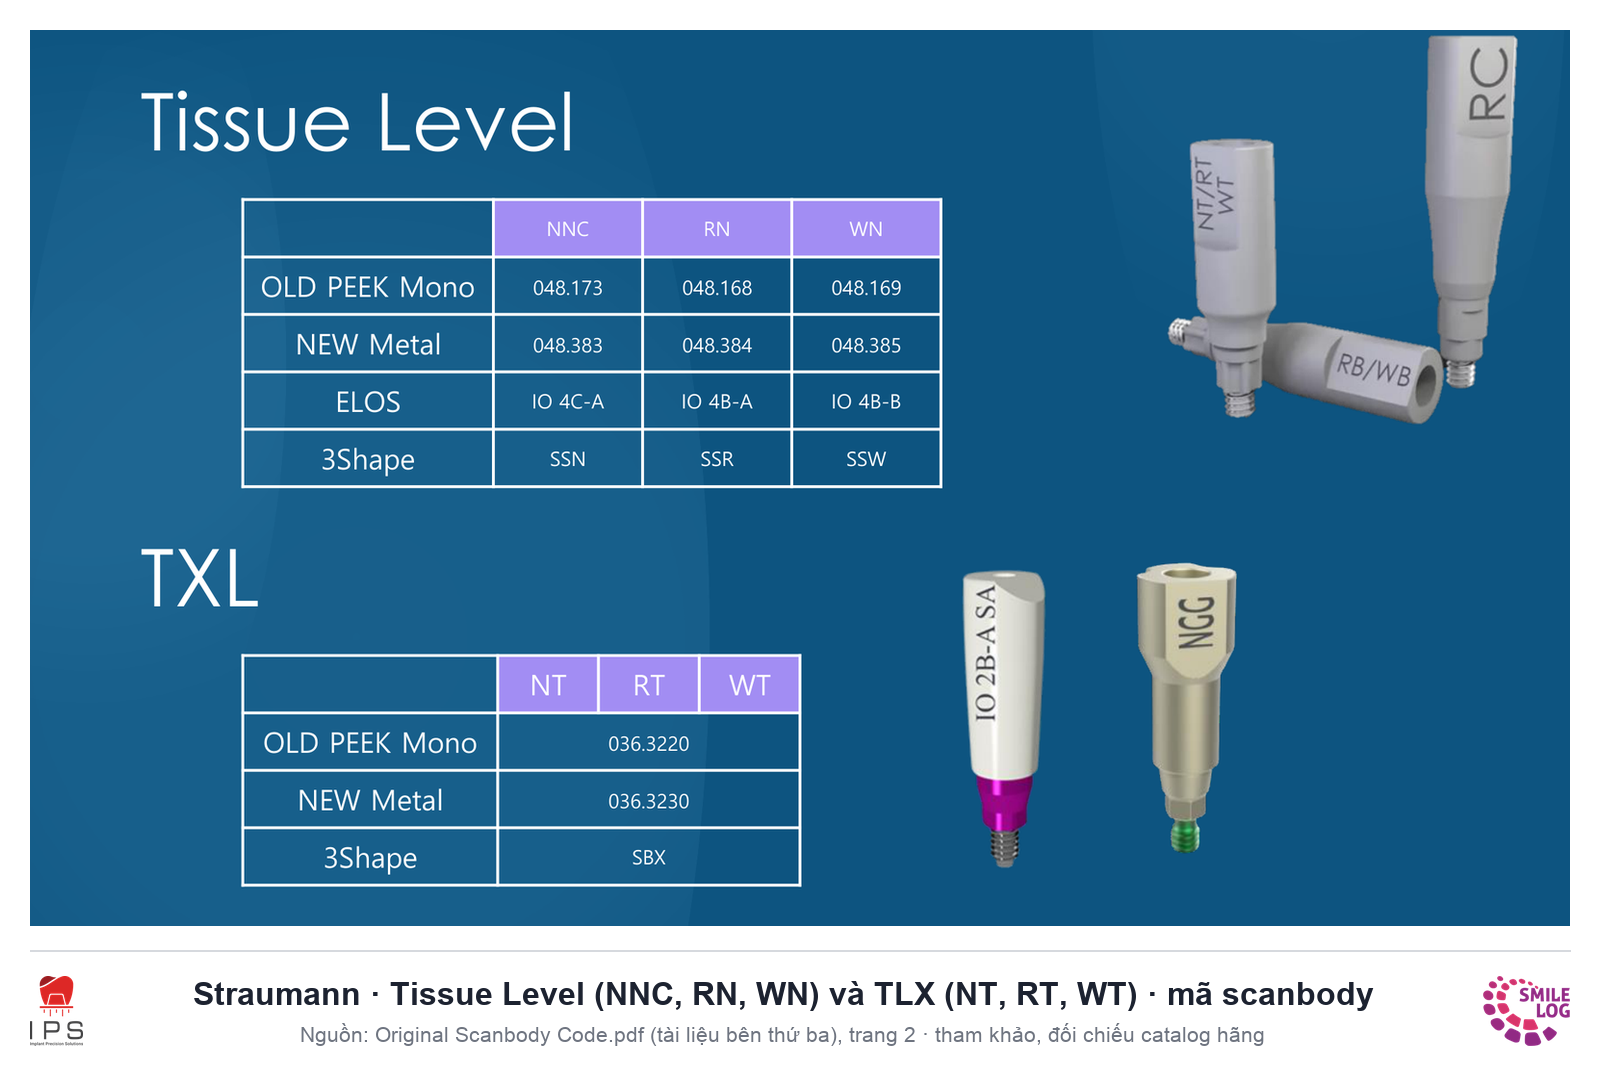 Tissue Level
NNC RN WN
OLD PEEK Mono 048.173 048.168 048.169
NEW Metal 048.383 048.384 048.385
ELOS IO 4C-A IO 4B-A IO 4B-B
3Shape SSN SSR SSW
RC
NT/RT
WT
RB/WB
TXL
NT RT WT
OLD PEEK Mono 036.3220
NEW Metal 036.3230
3Shape SBX
IO 2B-A SA
NGG
Straumann · Tissue Level (NNC, RN, WN) và TLX (NT, RT, WT) · mã scanbody
Nguồn: Original Scanbody Code.pdf (tài liệu bên thứ ba), trang 2 · tham khảo, đối chiếu catalog hãng
IPS
Implant Precision Solutions
SMILE
LOG